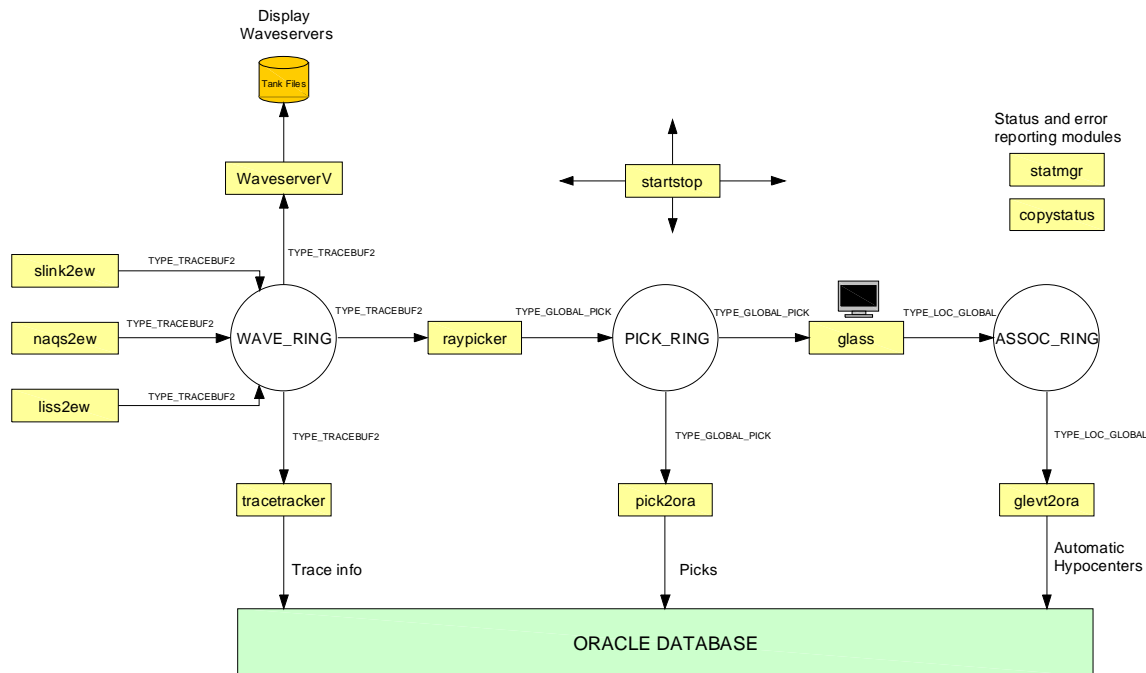 Display
Waveservers
Tank Files
Status and error
reporting modules
WaveserverV
startstop
statmgr
copystatus
TYPE_TRACEBUF2
slink2ew
TYPE_TRACEBUF2
TYPE_TRACEBUF2
TYPE_GLOBAL_PICK
TYPE_GLOBAL_PICK
TYPE_LOC_GLOBAL
naqs2ew
TYPE_TRACEBUF2
WAVE_RING
raypicker
PICK_RING
glass
ASSOC_RING
liss2ew
TYPE_TRACEBUF2
TYPE_TRACEBUF2
TYPE_GLOBAL_PICK
TYPE_LOC_GLOBAL
tracetracker
pick2ora
glevt2ora
Trace info
Picks
Automatic
Hypocenters
ORACLE DATABASE